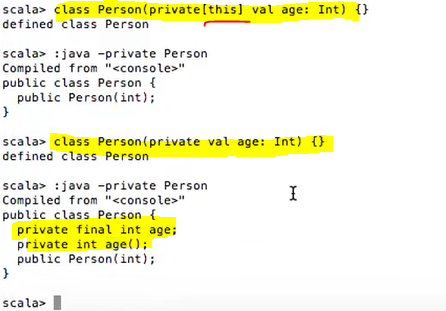 scala> class Person(private[this] val age: Int) {}
defined class Person
scala> :java -private Person
Compiled from "<console>"
public class Person {
  public Person(int);
}
scala> class Person(private val age: Int) {}
defined class Person
scala> :java -private Person
Compiled from "<console>"
public class Person {
  private final int age;
  private int age();
  public Person(int);
}
scala>